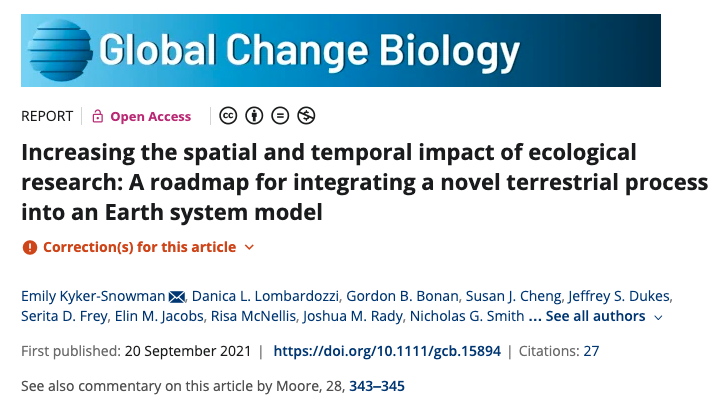 Global Change Biology
REPORT | Open Access | cc
Increasing the spatial and temporal impact of ecological
research: A roadmap for integrating a novel terrestrial process
into an Earth system model
! Correction(s) for this article
Emily Kyker-Snowman, Danica L. Lombardozzi, Gordon B. Bonan, Susan J. Cheng, Jeffrey S. Dukes,
Serita D. Frey, Elin M. Jacobs, Risa McNellis, Joshua M. Rady, Nicholas G. Smith ... See all authors
First published: 20 September 2021 | https://doi.org/10.1111/gcb.15894 | Citations: 27
See also commentary on this article by Moore, 28, 343–345